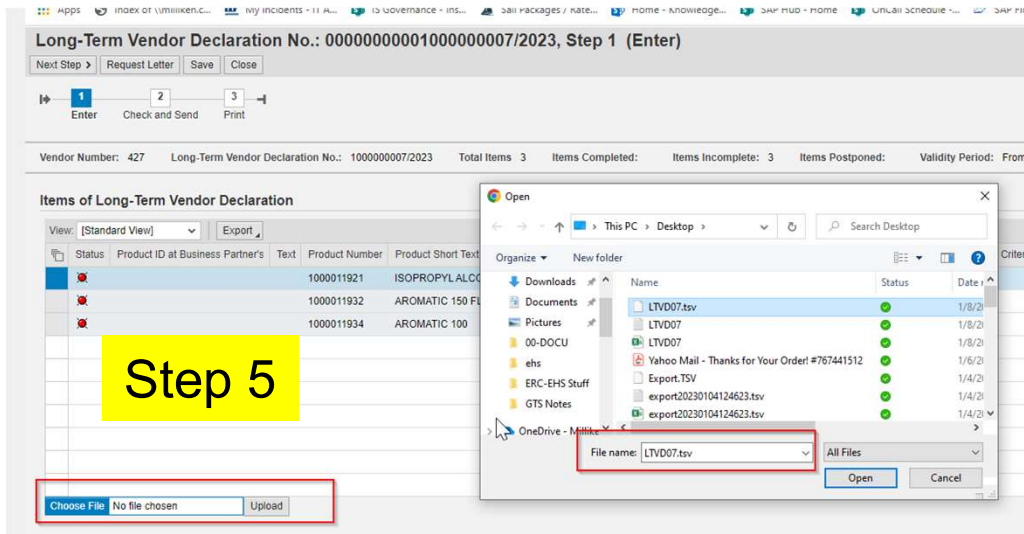 Apps Index of \\milliken.c... My Incidents - IT A... IS Governance - Ins... Sall Packages / Rate... Home - Knowledge... SAP Hub - Home OnCall Schedule -...
Long-Term Vendor Declaration No.: 00000000001000000007/2023, Step 1 (Enter)
Next Step Request Letter Save Close
1 2 3
Enter Check and Send Print
Vendor Number: 427 Long-Term Vendor Declaration No.: 1000000007/2023 Total Items 3 Items Completed: Items Incomplete: 3 Items Postponed: Validity Period: From
Items of Long-Term Vendor Declaration
View: [Standard View] Export
Status Product ID at Business Partner's Text Product Number Product Short Text
1000011921 ISOPROPYL ALCO
1000011932 AROMATIC 150 FL
1000011934 AROMATIC 100
Step 5
Choose File No file chosen Upload
Open
This PC > Desktop > Search Desktop
Organize New folder
Name Status Date
Downloads
Documents
Pictures
00-DOCU
ehs
ERC-EHS Stuff
GTS Notes
OneDrive - Millike
LTVD07.tsv 1/8/2
LTVD07 1/8/2
LTVD07 1/8/2
Yahoo Mail - Thanks for Your Order! #767441512 1/6/2
Export.TSV 1/4/2
export20230104124623.tsv 1/4/2
export20230104124623.tsv 1/4/2
File name: LTVD07.tsv All Files
Open Cancel
Criter